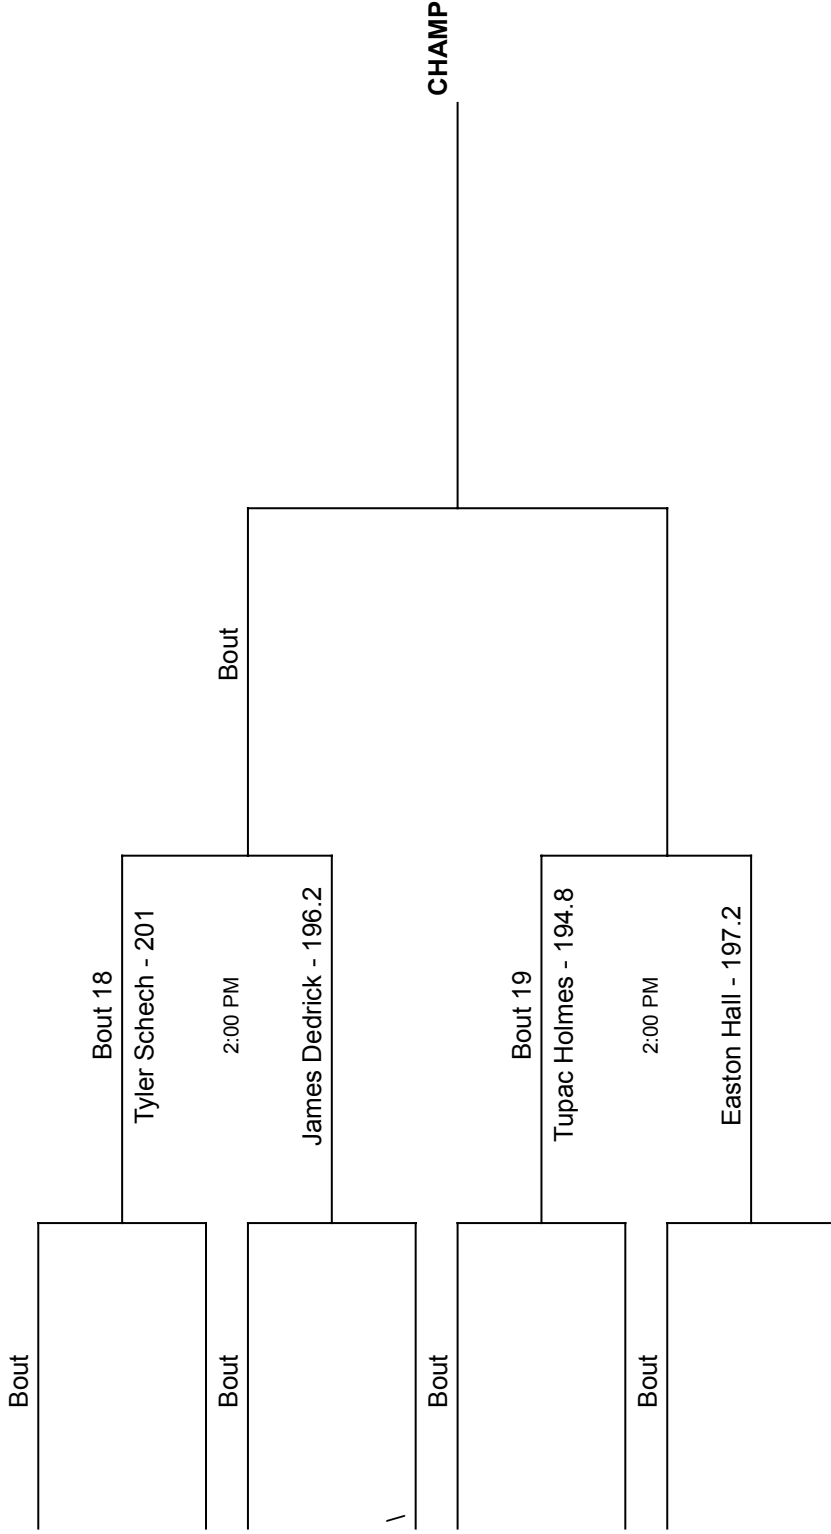 CHAMP
Bout
Bout 18
Tyler Schech - 201
2:00 PM
James Dedrick - 196.2
Bout 19
Tupac Holmes - 194.8
2:00 PM
Easton Hall - 197.2
Bout
Bout
\
Bout
Bout